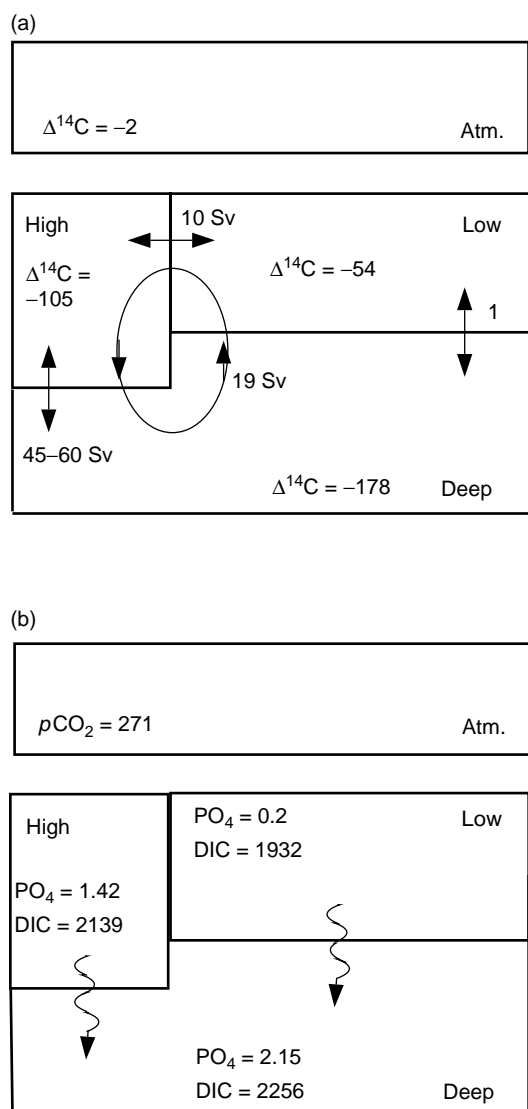 (a)
Δ¹⁴C = −2
Atm.
High
10 Sv
Low
Δ¹⁴C =
−105
Δ¹⁴C = −54
1
19 Sv
45–60 Sv
Δ¹⁴C = −178
Deep
(b)
pCO₂ = 271
Atm.
High
PO₄ = 0.2
Low
DIC = 1932
PO₄ = 1.42
DIC = 2139
PO₄ = 2.15
DIC = 2256
Deep